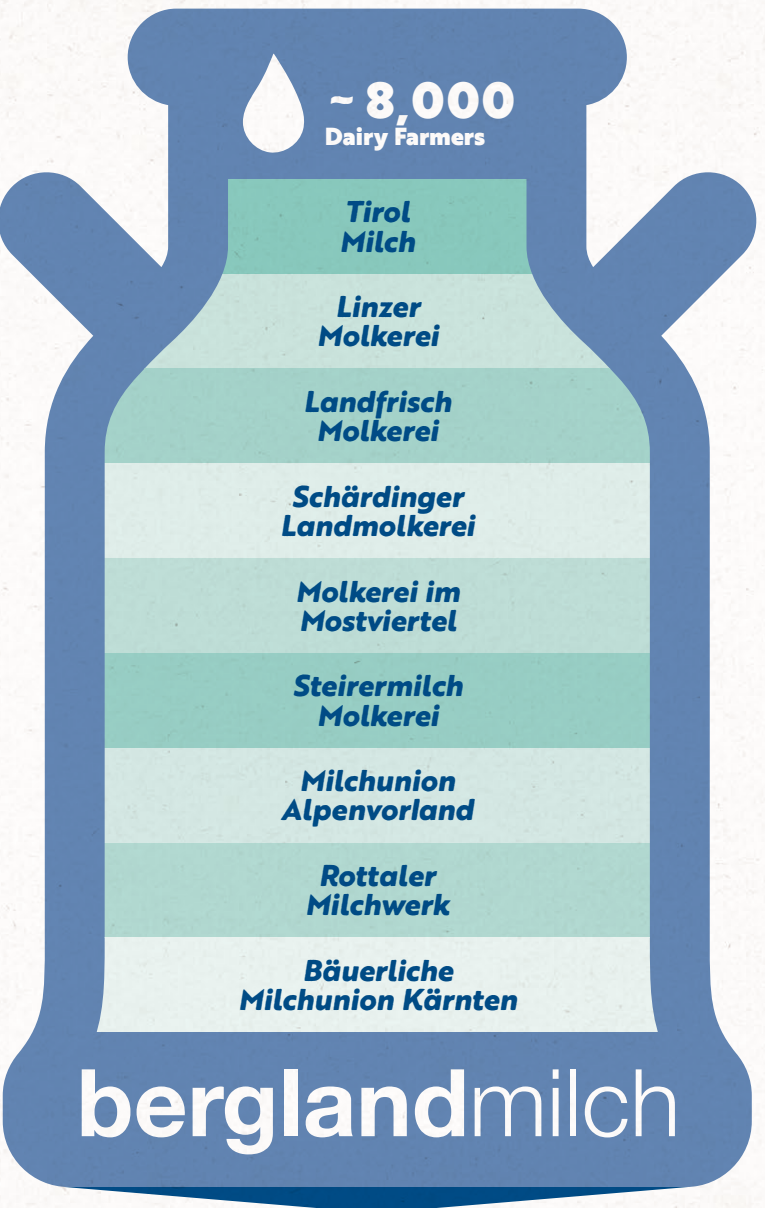 ~ 8,000
Dairy Farmers
Tirol
Milch
Linzer
Molkerei
Landfrisch
Molkerei
Schärdinger
Landmolkerei
Molkerei im
Mostviertel
Steirermilch
Molkerei
Milchunion
Alpenvorland
Rottaler
Milchwerk
Bäuerliche
Milchunion Kärnten
berglandmilch